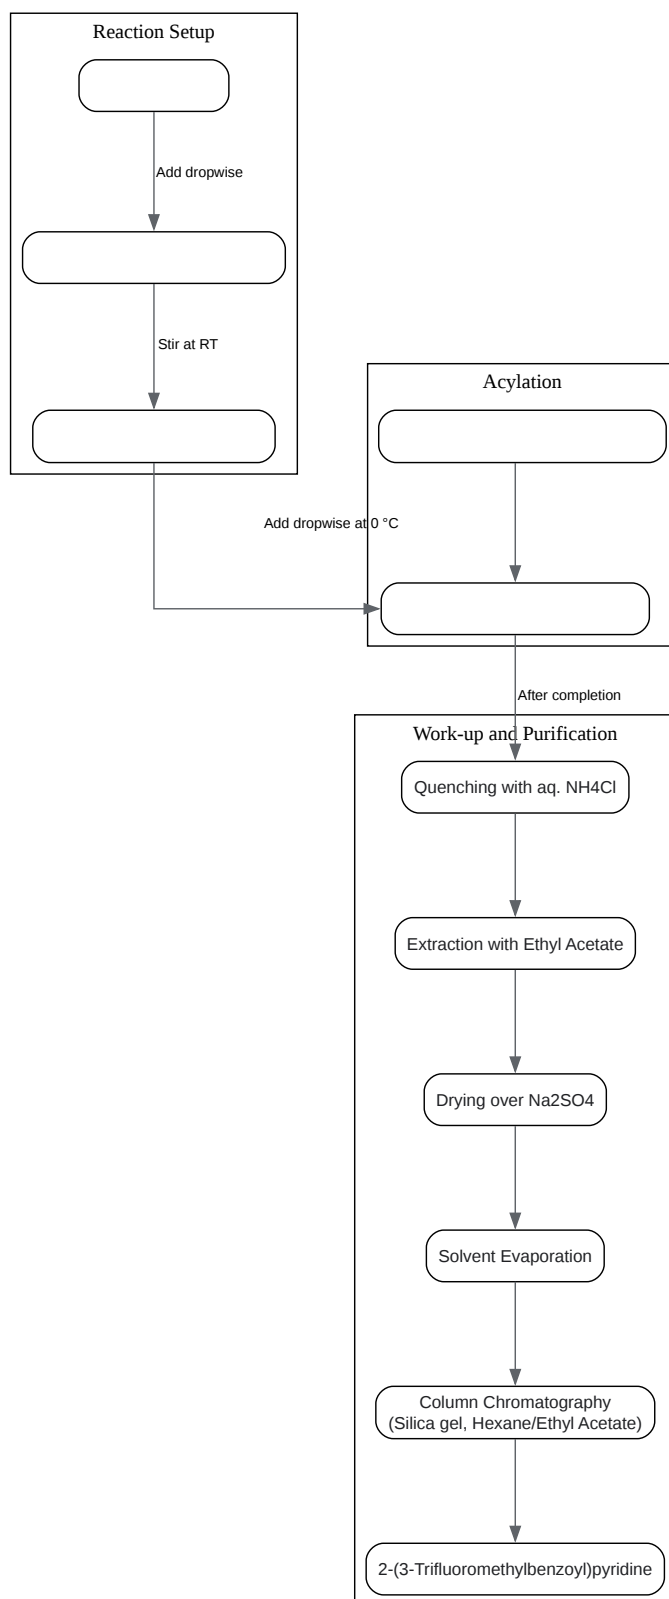 Reaction Setup
Add dropwise
Stir at RT
Acylation
Add dropwise at 0 °C
After completion
Work-up and Purification
Quenching with aq. NH4Cl
Extraction with Ethyl Acetate
Drying over Na2SO4
Solvent Evaporation
Column Chromatography
(Silica gel, Hexane/Ethyl Acetate)
2-(3-Trifluoromethylbenzoyl)pyridine